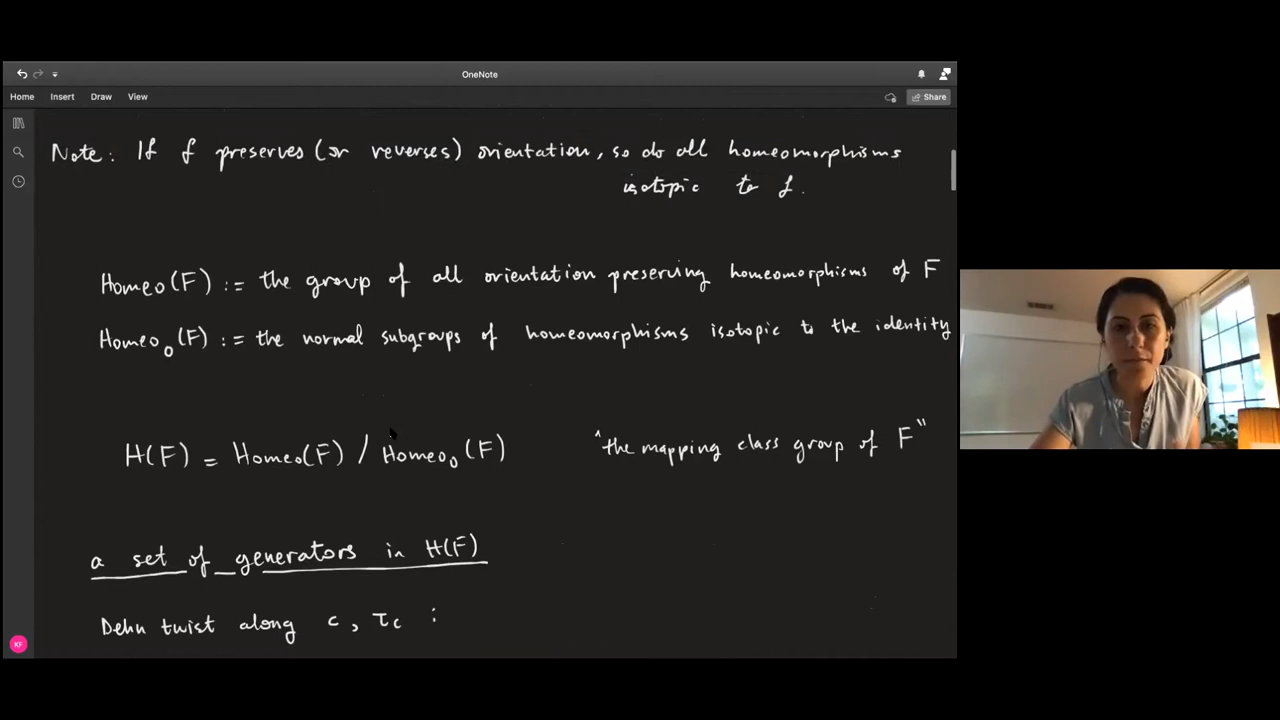 OneNote
Home Insert Draw View Share
Note: If f preserves (or reverses) orientation, so do all homeomorphisms
isotopic to f.
Homeo(F) := the group of all orientation preserving homeomorphisms of F
Homeo₀(F) := the normal subgroups of homeomorphisms isotopic to the identity
H(F) = Homeo(F) / Homeo₀(F) "the mapping class group of F"
a set of generators in H(F)
Dehn twist along c, τc :
KF